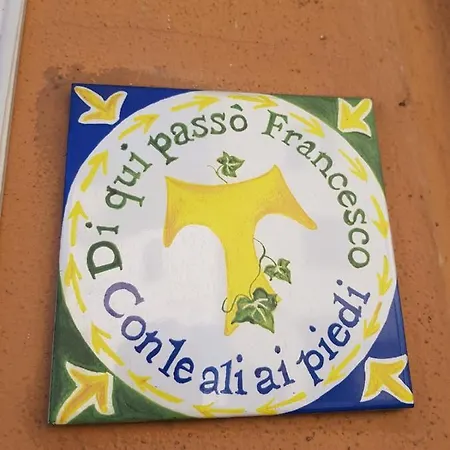 Di qui passò Francesco
Con le ali ai piedi